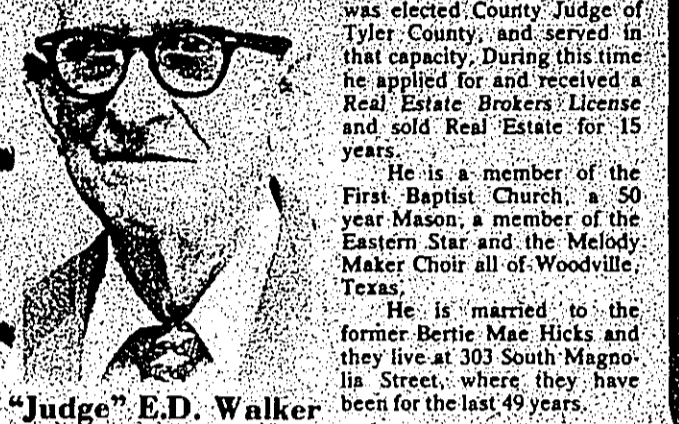 was elected County Judge of
Tyler County, and served in
that capacity. During this time
he applied for and received a
Real Estate Brokers License
and sold Real Estate for 15
years.
He is a member of the
First Baptist Church, a 50
year Mason, a member of the
Eastern Star and the Melody
Maker Choir all of Woodville,
Texas.
He is married to the
former Bertie Mae Hicks and
they live at 303 South Magno-
lia Street, where they have
been for the last 49 years.
"Judge" E.D. Walker